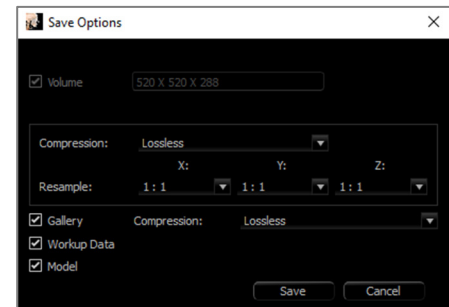 Save Options
Volume 520 X 520 X 288
Compression: Lossless
X: Y: Z:
Resample: 1 : 1 1 : 1 1 : 1
Gallery Compression: Lossless
Workup Data
Model
Save Cancel